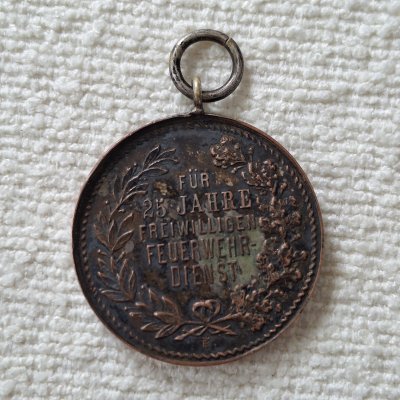 FÜR
25 JAHRE
FREIWILLIGEN
FEUERWEHR-
DIENST